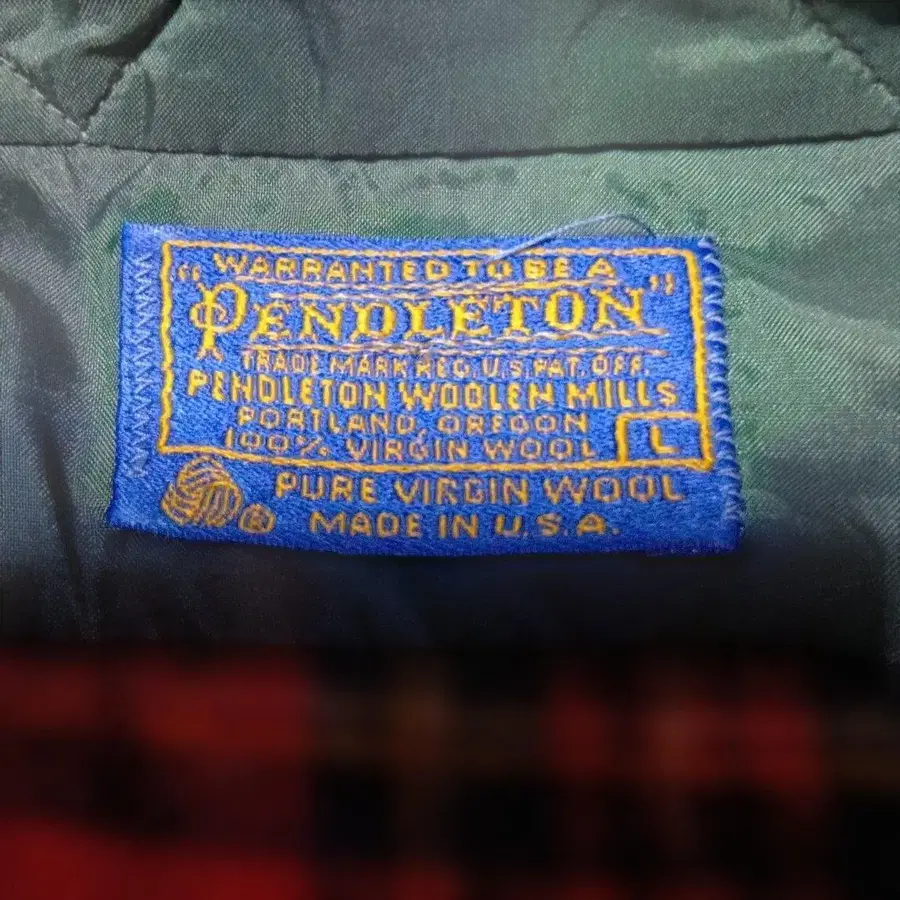 WARRANTED TO BE A
"PENDLETON"
TRADE MARK REG. U.S. PAT. OFF.
PENDLETON WOOLEN MILLS
PORTLAND, OREGON
100% VIRGIN WOOL L
PURE VIRGIN WOOL
® MADE IN U.S.A.